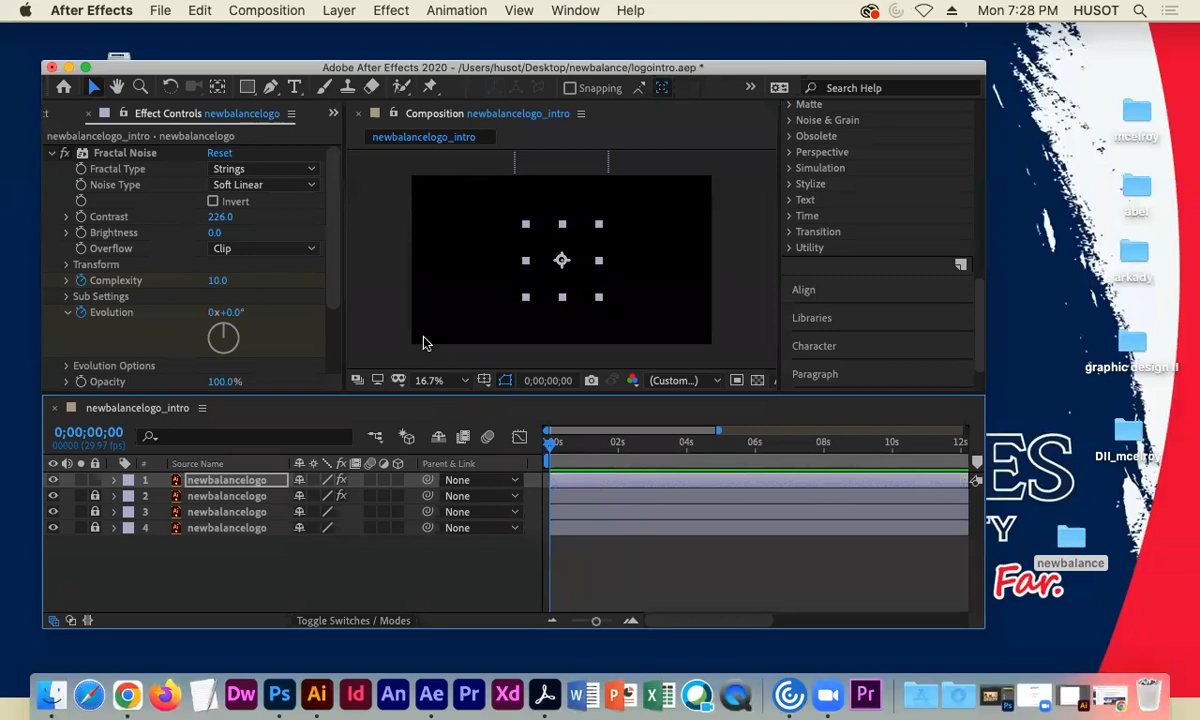 After Effects File Edit Composition Layer Effect Animation View Window Help Mon 7:28 PM HUSOT
Adobe After Effects 2020 - /Users/husot/Desktop/newbalance/logointro.aep *
Snapping Search Help
Effect Controls newbalancelogo
newbalancelogo_intro • newbalancelogo
Fractal Noise Reset
Fractal Type Strings
Noise Type Soft Linear
Invert
Contrast 226.0
Brightness 0.0
Overflow Clip
Transform
Complexity 10.0
Sub Settings
Evolution 0x+0.0°
Evolution Options
Opacity 100.0%
Composition newbalancelogo_intro
newbalancelogo_intro
16.7% 0;00;00;00 (Custom...)
Matte
Noise & Grain
Obsolete
Perspective
Simulation
Stylize
Text
Time
Transition
Utility
Align
Libraries
Character
Paragraph
newbalancelogo_intro
0;00;00;00
00000 (29.97 fps)
:00s 02s 04s 06s 08s 10s 12s
# Source Name Parent & Link
1 newbalancelogo None
2 newbalancelogo None
3 newbalancelogo None
4 newbalancelogo None
Toggle Switches / Modes
mcelroy
abel
arkady
graphic design II
DII_mcelro
newbalance
ES
TY
Far.
Dw Ps Ai Id An Ae Pr Xd W P X Pr